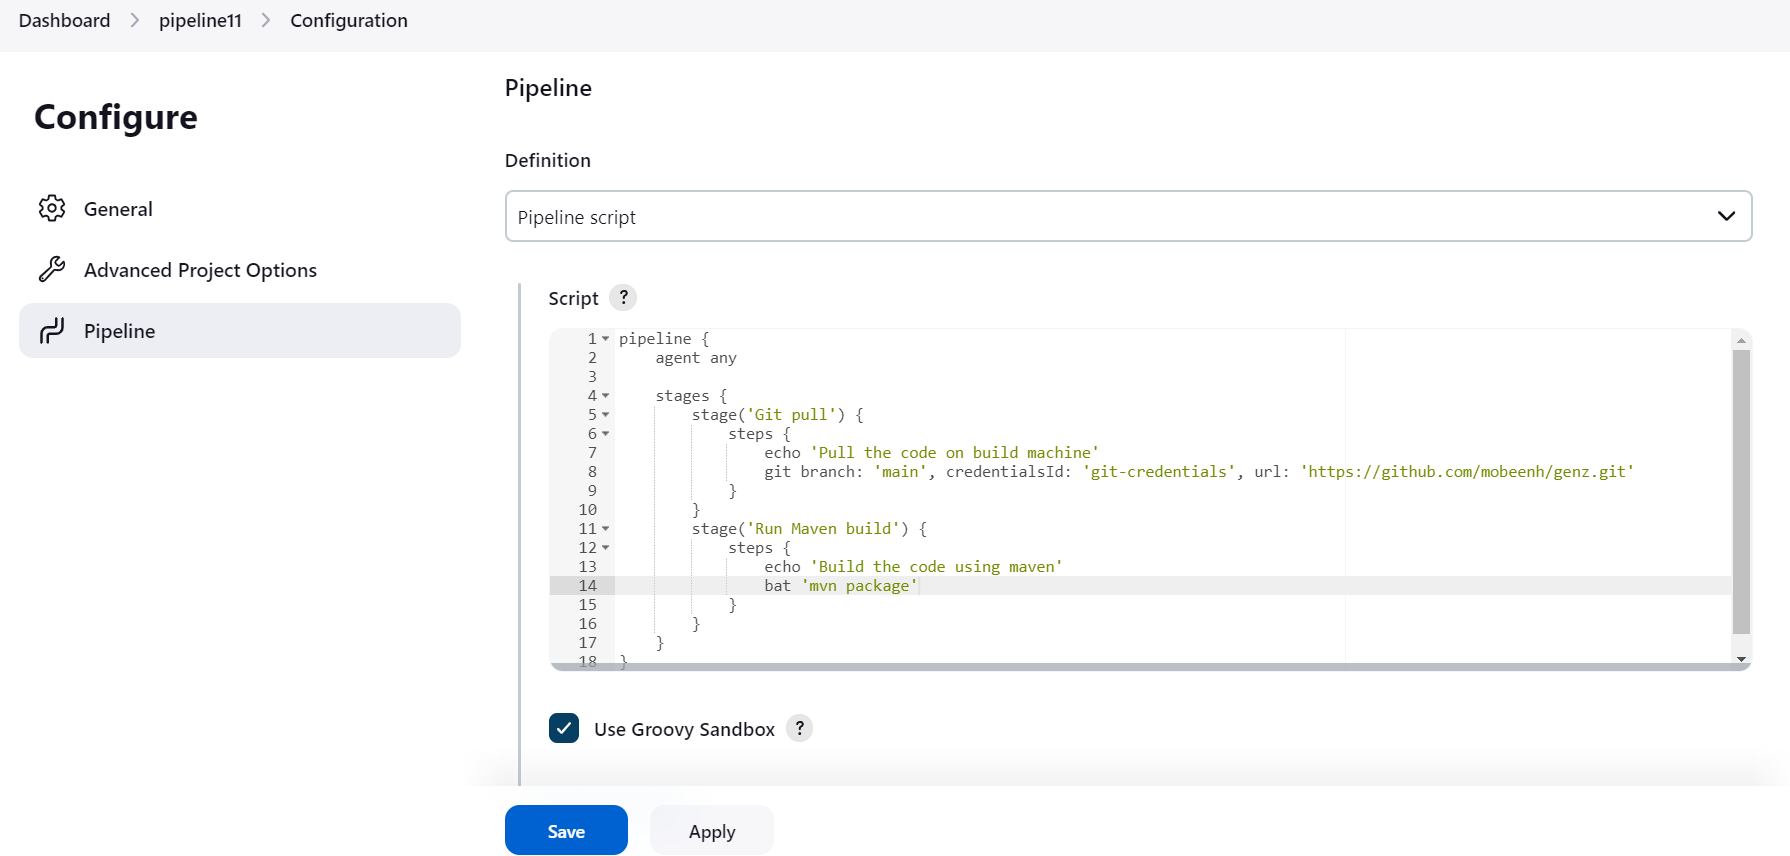 Dashboard > pipeline11 > Configuration
Configure
General
Advanced Project Options
Pipeline
Pipeline
Definition
Pipeline script
Script ?
1 pipeline {
2     agent any
3
4     stages {
5         stage('Git pull') {
6             steps {
7                 echo 'Pull the code on build machine'
8                 git branch: 'main', credentialsId: 'git-credentials', url: 'https://github.com/mobeenh/genz.git'
9             }
10         }
11         stage('Run Maven build') {
12             steps {
13                 echo 'Build the code using maven'
14                 bat 'mvn package'
15             }
16         }
17     }
18 }
Use Groovy Sandbox ?
Save Apply